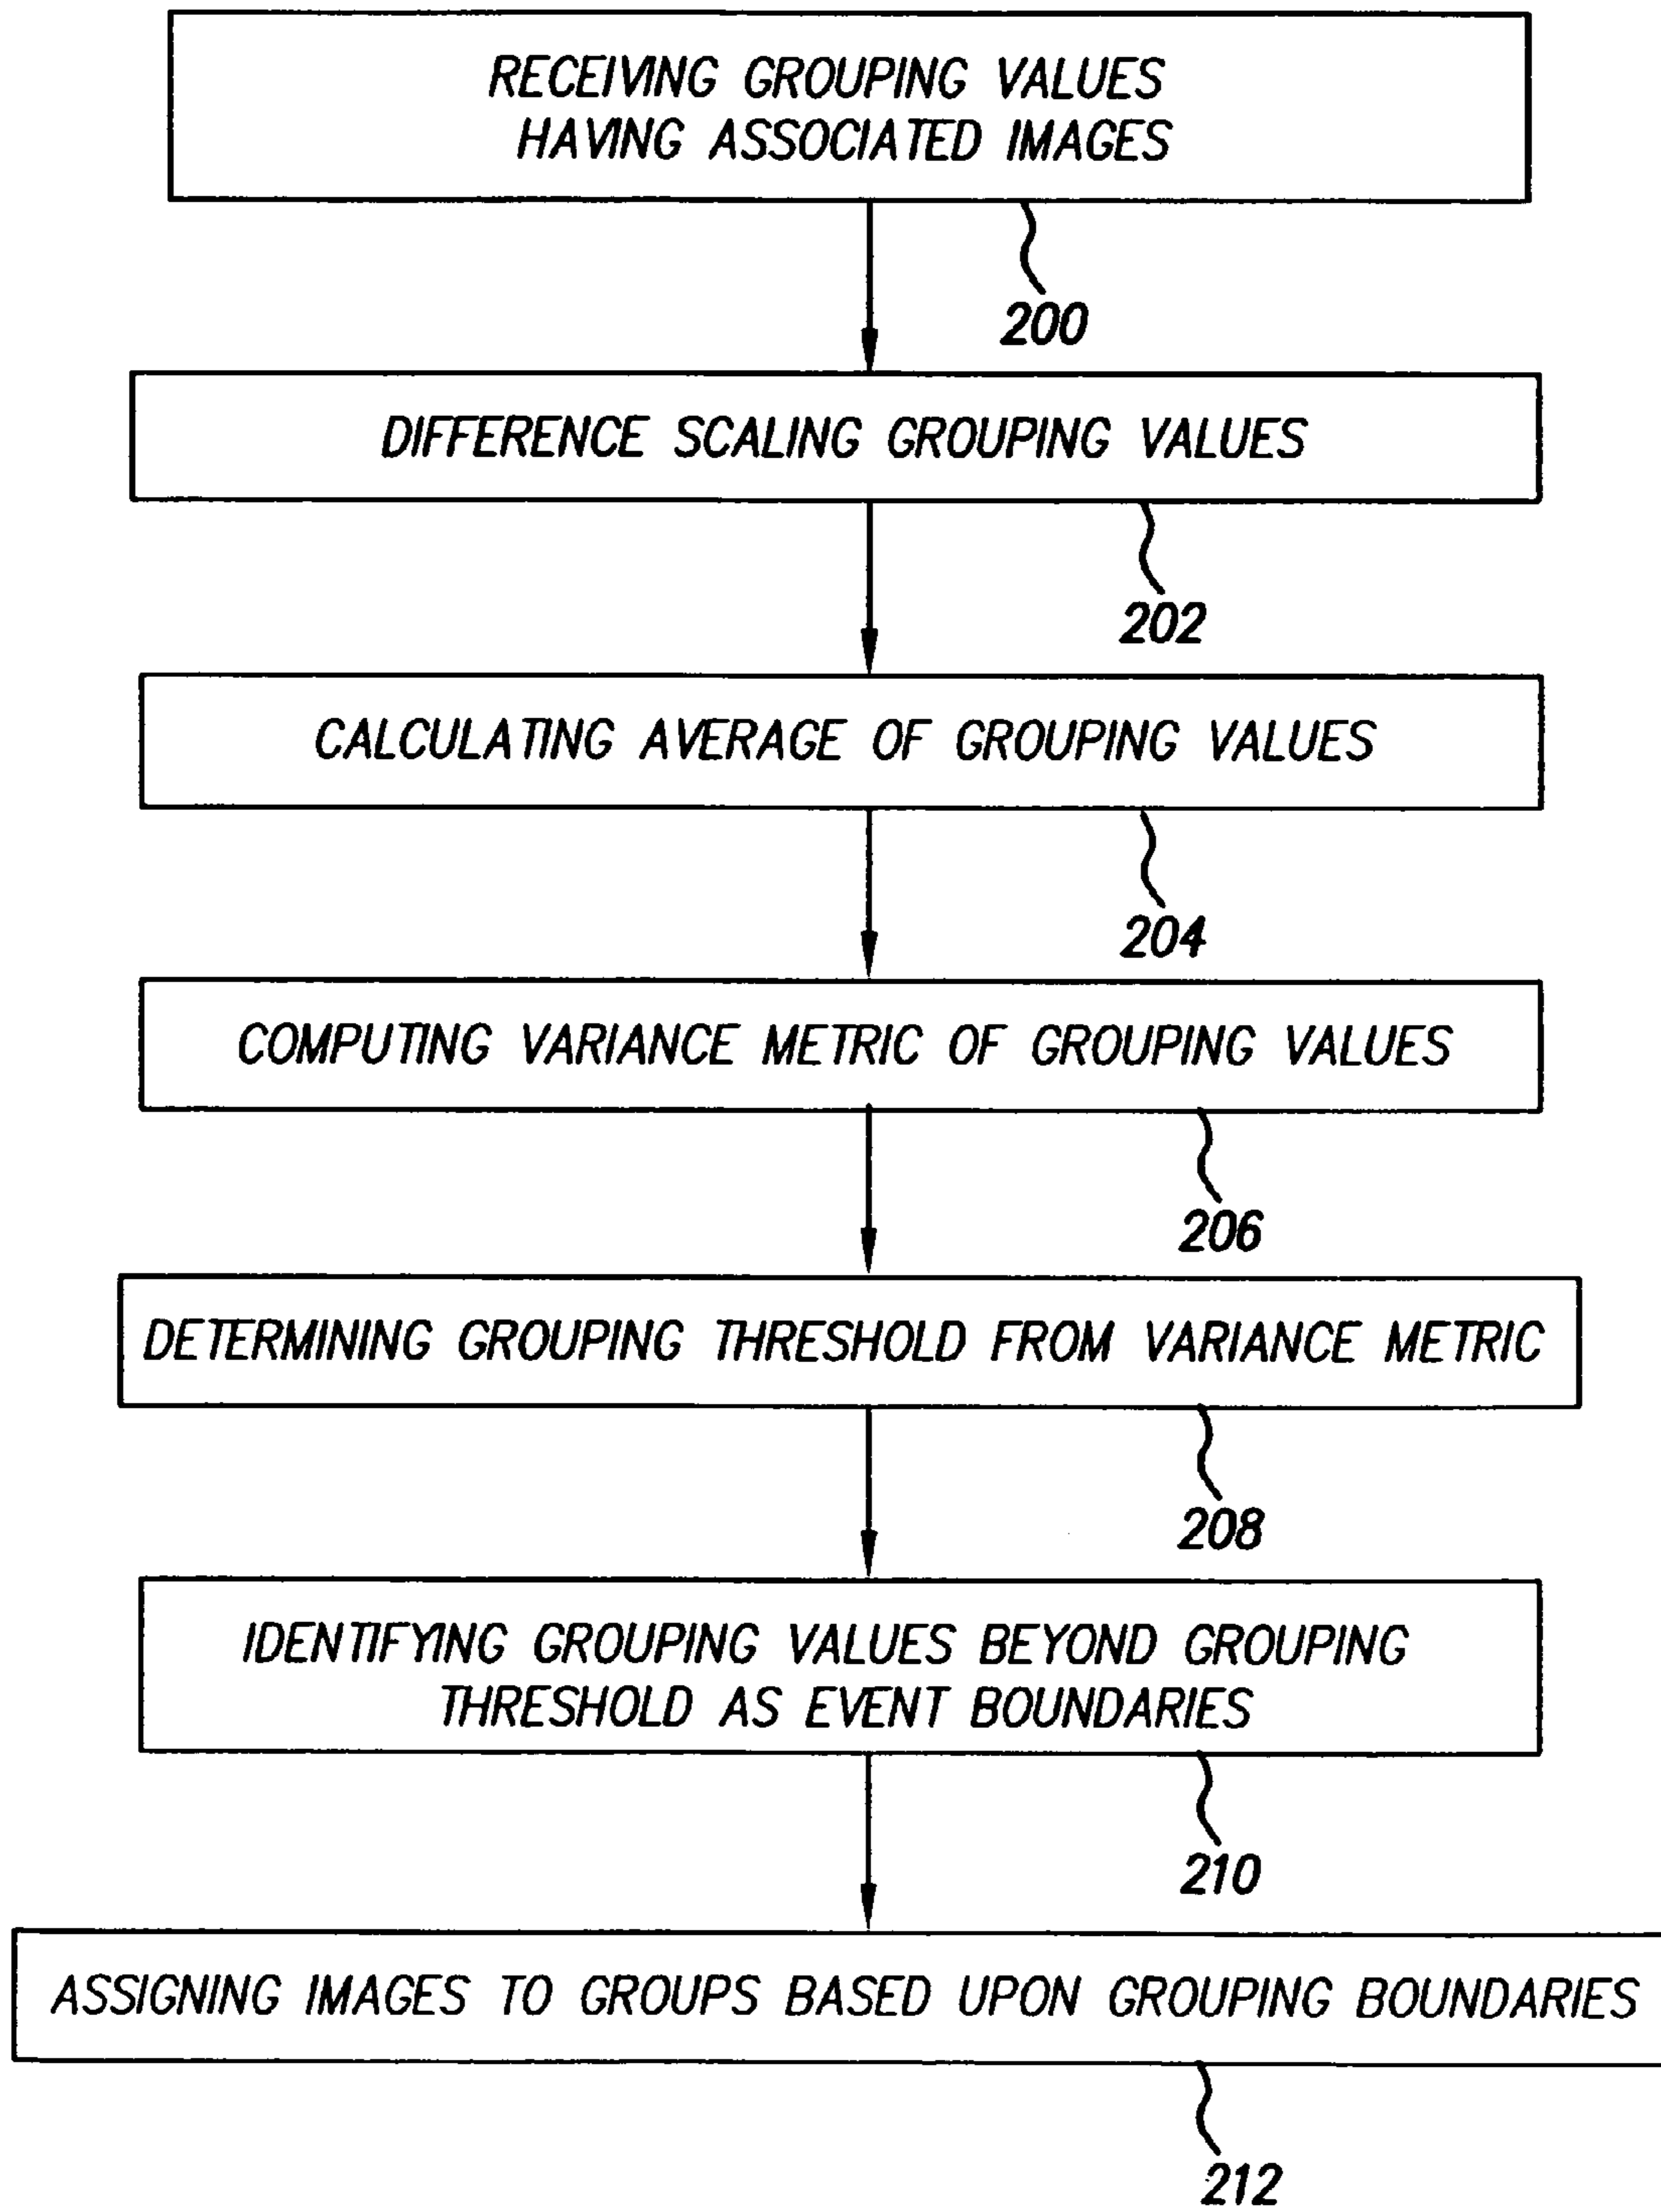 RECEIVING GROUPING VALUES
HAVING ASSOCIATED IMAGES
200
DIFFERENCE SCALING GROUPING VALUES
202
CALCULATING AVERAGE OF GROUPING VALUES
204
COMPUTING VARIANCE METRIC OF GROUPING VALUES
206
DETERMINING GROUPING THRESHOLD FROM VARIANCE METRIC
208
IDENTIFYING GROUPING VALUES BEYOND GROUPING
THRESHOLD AS EVENT BOUNDARIES
210
ASSIGNING IMAGES TO GROUPS BASED UPON GROUPING BOUNDARIES
212